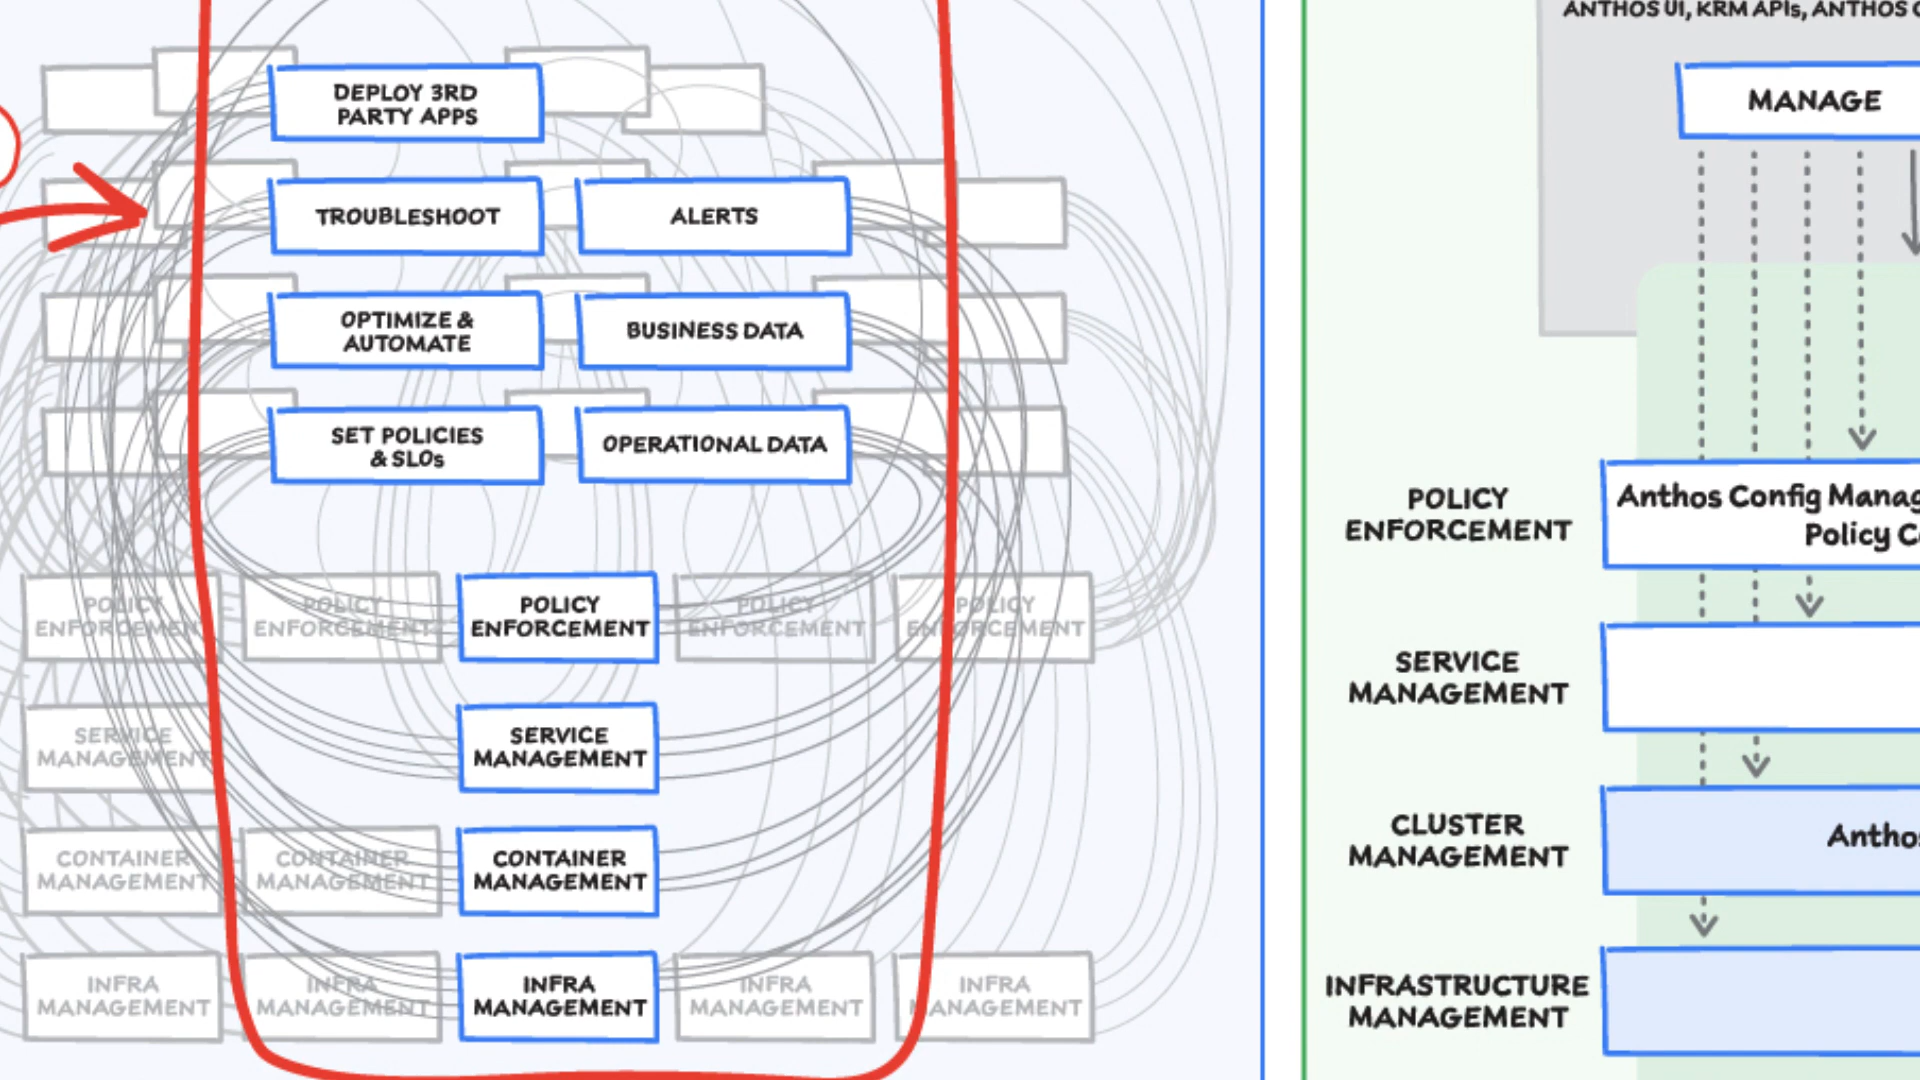 DEPLOY 3RD
PARTY APPS
TROUBLESHOOT
ALERTS
OPTIMIZE &
AUTOMATE
BUSINESS DATA
SET POLICIES
& SLOs
OPERATIONAL DATA
POLICY
ENFORCEMENT
POLICY
ENFORCEMENT
POLICY
ENFORCEMENT
POLICY
ENFORCEMENT
POLICY
ENFORCEMENT
SERVICE
MANAGEMENT
SERVICE
MANAGEMENT
CONTAINER
MANAGEMENT
CONTAINER
MANAGEMENT
CONTAINER
MANAGEMENT
INFRA
MANAGEMENT
INFRA
MANAGEMENT
INFRA
MANAGEMENT
INFRA
MANAGEMENT
INFRA
MANAGEMENT
ANTHOS UI, KRM APIs, ANTHOS
MANAGE
POLICY
ENFORCEMENT
Anthos Config Manag
Policy C
SERVICE
MANAGEMENT
CLUSTER
MANAGEMENT
Anthos
INFRASTRUCTURE
MANAGEMENT